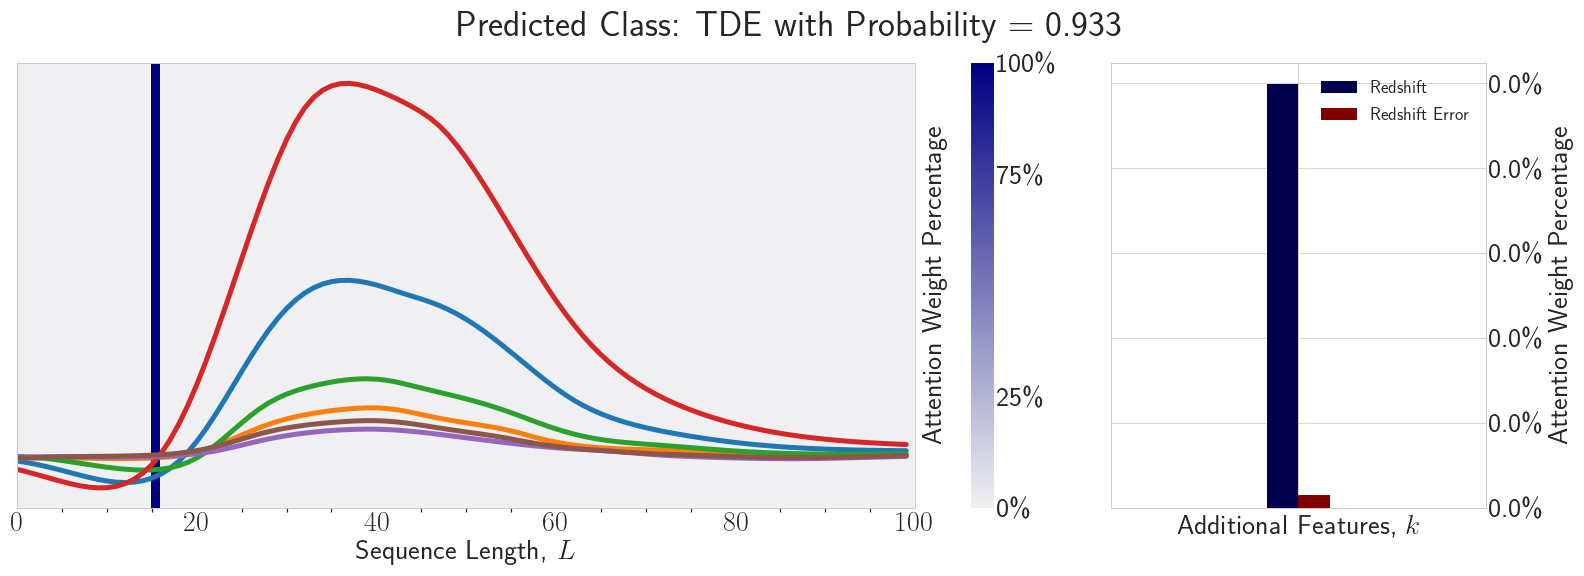 Predicted Class: TDE with Probability = 0.933
0 20 40 60 80 100
Sequence Length, L
Attention Weight Percentage
100%
75%
25%
0%
Redshift
Redshift Error
0.0%
0.0%
0.0%
0.0%
0.0%
0.0%
Attention Weight Percentage
Additional Features, k